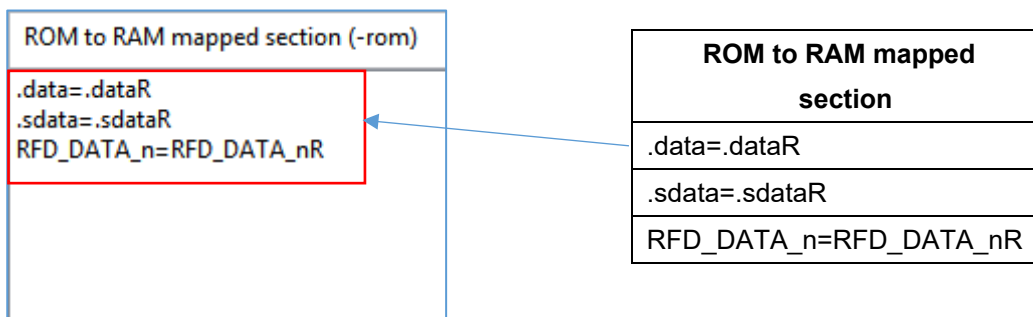 ROM to RAM mapped section (-rom)
.data=.dataR
.sdata=.sdataR
RFD_DATA_n=RFD_DATA_nR
ROM to RAM mapped
section
.data=.dataR
.sdata=.sdataR
RFD_DATA_n=RFD_DATA_nR